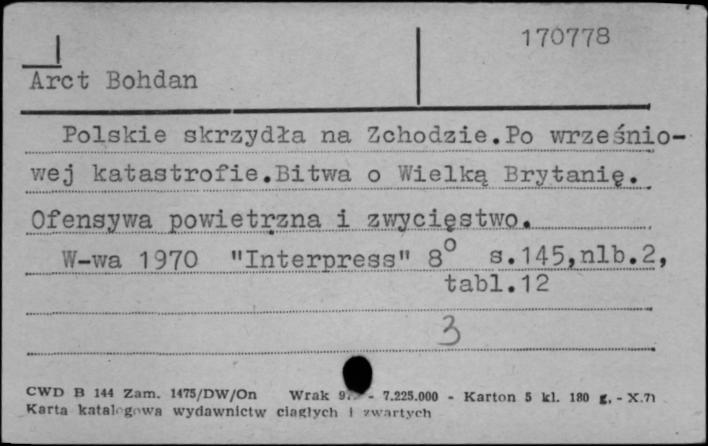 170778
Arct Bohdan
Polskie skrzydła na Zchodzie.Po wrześnio-
wej katastrofie.Bitwa o Wielką Brytanię.
Ofensywa powietrzna i zwycięstwo.
W-wa 1970 "Interpress" 8° s.145,nlb.2,
tabl.12
3
CWD B 144 Zam. 1475/DW/On Wrak - 7.225.000 - Karton 5 kl. 180 g. - X.71
Karta katalogowa wydawnictw ciągłych i zwartych